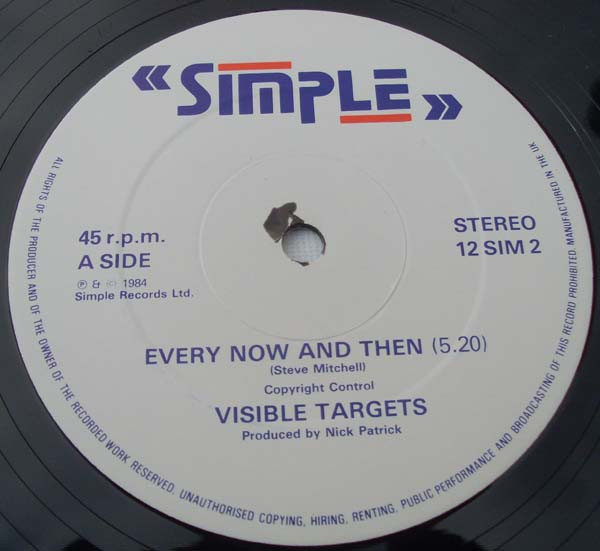 «SIMPLE»
45 r.p.m.
A SIDE
℗ & © 1984
Simple Records Ltd.
STEREO
12 SIM 2
EVERY NOW AND THEN (5.20)
(Steve Mitchell)
Copyright Control
VISIBLE TARGETS
Produced by Nick Patrick
ALL RIGHTS OF THE PRODUCER AND OF THE OWNER OF THE RECORDED WORK RESERVED. UNAUTHORISED COPYING, HIRING, RENTING, PUBLIC PERFORMANCE AND BROADCASTING OF THIS RECORD PROHIBITED. MANUFACTURED IN THE UK